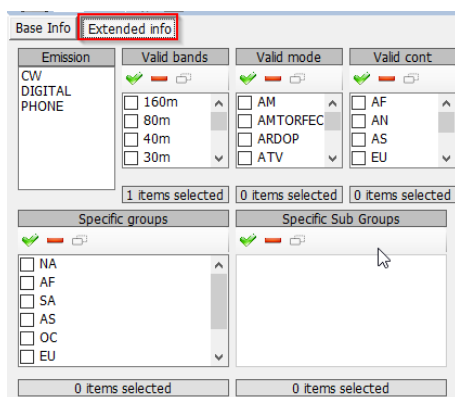 Base Info Extended info
Emission Valid bands Valid mode Valid cont
CW
DIGITAL
PHONE
160m
80m
40m
30m
AM
AMTORFEC
ARDOP
ATV
AF
AN
AS
EU
1 items selected 0 items selected 0 items selected
Specific groups Specific Sub Groups
NA
AF
SA
AS
OC
EU
0 items selected 0 items selected